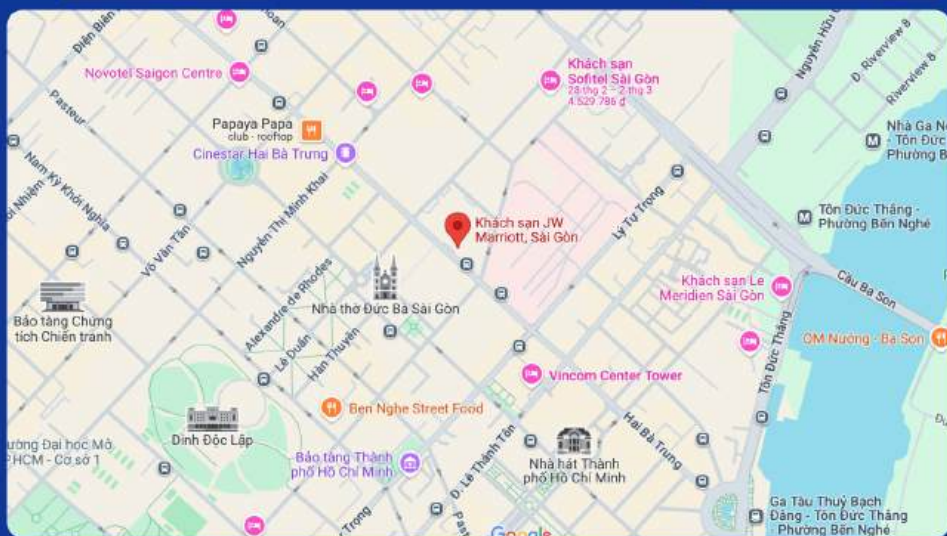 Điện Biên P
oan
Novotel Saigon Centre
Pasteur
Papaya Papa
club - rooftop
Cinestar Hai Bà Trưng
Khách sạn
Sofitel Sài Gòn
28 thg 2 – 2 thg 3
4.529.786 ₫
Nguyễn Hữu C
D. Riverview 8
Riverview 8
Nhà Ga N
- Tôn Đức
Phường B
Nam Kỳ Khởi Nghĩa
Võ Văn Tần
Nguyễn Thị Minh Khai
Khách sạn JW
Marriott, Sài Gòn
Lý Tự Trọng
Tôn Đức Thắng -
Phường Bến Nghé
Khách sạn Le
Meridien Sài Gòn
Cầu Ba Son
Bảo tàng Chứng
tích Chiến tranh
Alexandre de Rhodes
Nhà thờ Đức Bà Sài Gòn
Lê Duẩn
Hàn Thuyên
Tôn Đức Thắng
QM Nướng - Ba Son
Vincom Center Tower
Ben Nghe Street Food
Dinh Độc Lập
ường Đại học Mở
HCM - Cơ sở 1
Bảo tàng Thành
phố Hồ Chí Minh
Đ. Lê Thánh Tôn
Nhà hát Thành
phố Hồ Chí Minh
Hai Bà Trưng
Trọng
Past
Google
Ga Tàu Thuỷ Bạch
Đằng - Tôn Đức Thắng
- Phường Bến Nghé